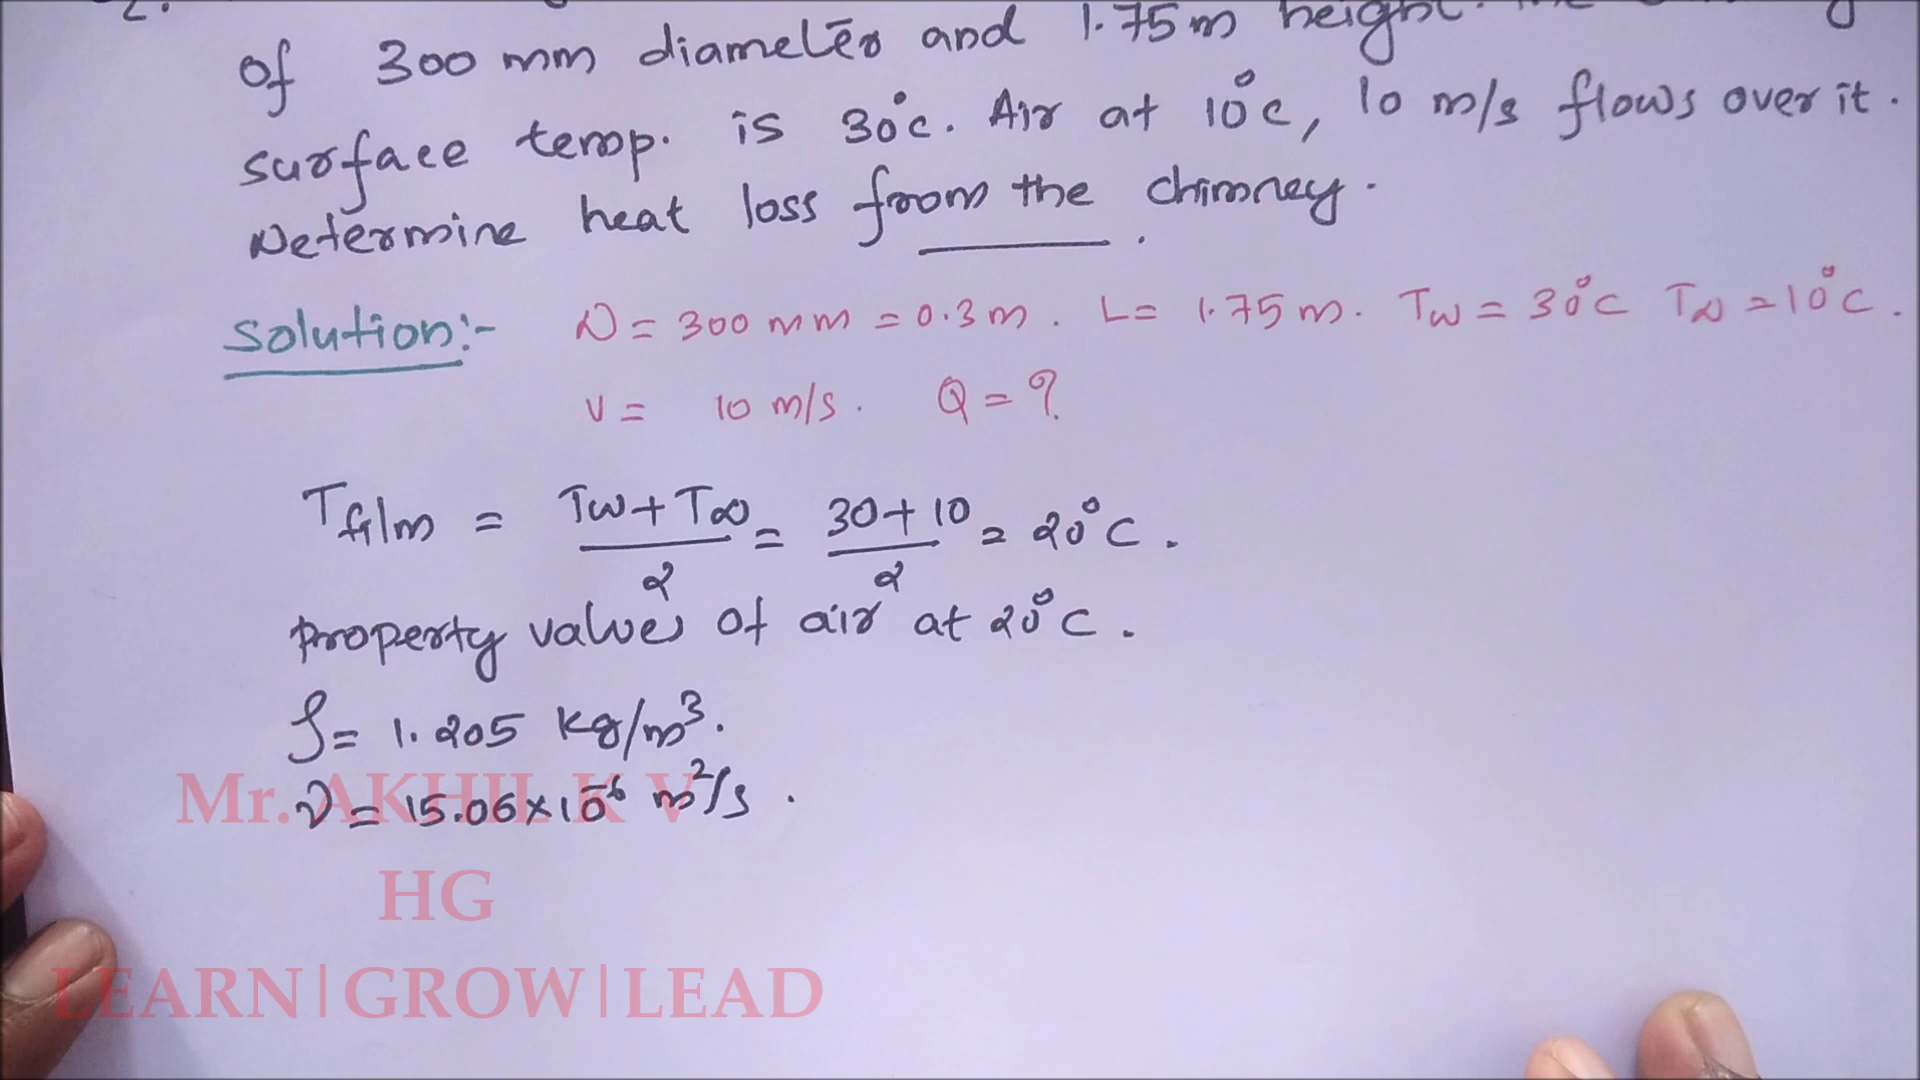 2.
of 300 mm diameter and 1.75 m height.
surface temp. is 30°c. Air at 10°c, 10 m/s flows over it.
Determine heat loss from the chimney.
Solution:- D = 300 mm = 0.3 m. L = 1.75 m. Tw = 30°C T∞ = 10°C.
V = 10 m/s. Q = ?
Tfilm = Tw + T∞ / 2 = 30 + 10 / 2 = 20°C.
Property values of air at 20°C.
ρ = 1.205 kg/m³.
ν = 15.06 × 10⁻⁶ m²/s.
Mr. AKHIL K V
HG
LEARN|GROW|LEAD